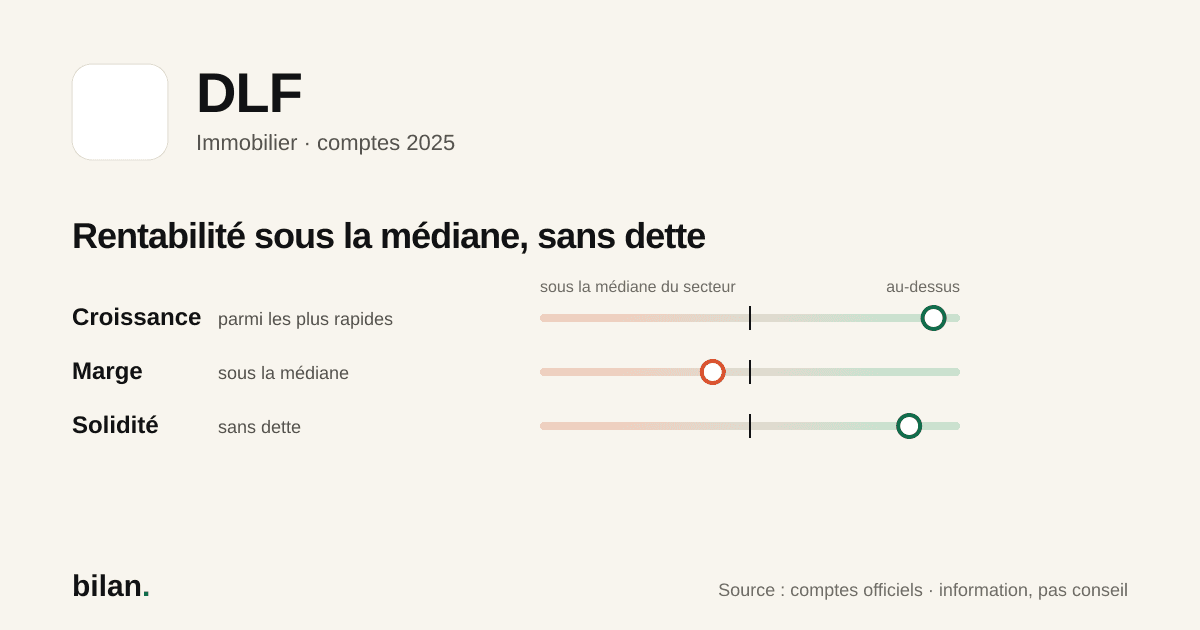 DLF
Immobilier · comptes 2025
Rentabilité sous la médiane, sans dette
sous la médiane du secteur au-dessus
Croissance parmi les plus rapides
Marge sous la médiane
Solidité sans dette
bilan.
Source : comptes officiels · information, pas conseil